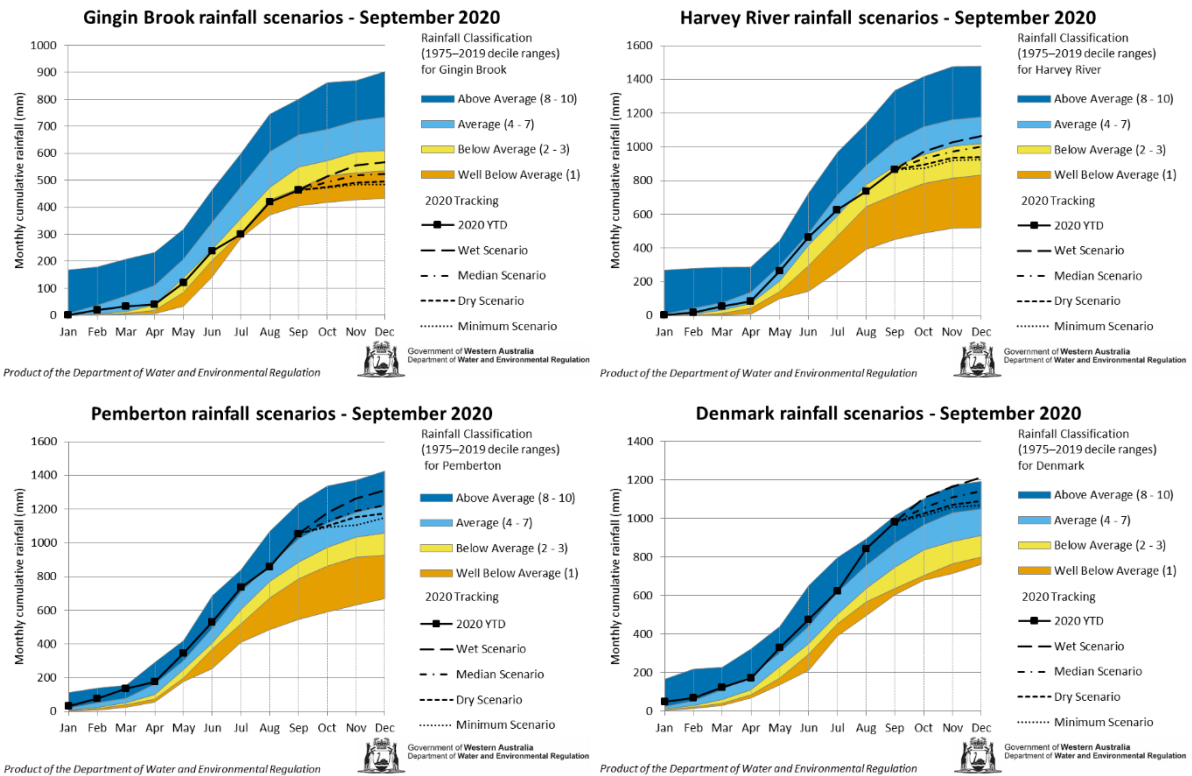 Gingin Brook rainfall scenarios - September 2020
Monthly cumulative rainfall (mm)
1000
900
800
700
600
500
400
300
200
100
0
Jan Feb Mar Apr May Jun Jul Aug Sep Oct Nov Dec
Rainfall Classification
(1975–2019 decile ranges)
for Gingin Brook
Above Average (8 - 10)
Average (4 - 7)
Below Average (2 - 3)
Well Below Average (1)
2020 Tracking
2020 YTD
Wet Scenario
Median Scenario
Dry Scenario
Minimum Scenario
Government of Western Australia
Department of Water and Environmental Regulation
Product of the Department of Water and Environmental Regulation
Harvey River rainfall scenarios - September 2020
Monthly cumulative rainfall (mm)
1600
1400
1200
1000
800
600
400
200
0
Jan Feb Mar Apr May Jun Jul Aug Sep Oct Nov Dec
Rainfall Classification
(1975–2019 decile ranges)
for Harvey River
Above Average (8 - 10)
Average (4 - 7)
Below Average (2 - 3)
Well Below Average (1)
2020 Tracking
2020 YTD
Wet Scenario
Median Scenario
Dry Scenario
Minimum Scenario
Government of Western Australia
Department of Water and Environmental Regulation
Product of the Department of Water and Environmental Regulation
Pemberton rainfall scenarios - September 2020
Monthly cumulative rainfall (mm)
1600
1400
1200
1000
800
600
400
200
0
Jan Feb Mar Apr May Jun Jul Aug Sep Oct Nov Dec
Rainfall Classification
(1975–2019 decile ranges)
for Pemberton
Above Average (8 - 10)
Average (4 - 7)
Below Average (2 - 3)
Well Below Average (1)
2020 Tracking
2020 YTD
Wet Scenario
Median Scenario
Dry Scenario
Minimum Scenario
Government of Western Australia
Department of Water and Environmental Regulation
Product of the Department of Water and Environmental Regulation
Denmark rainfall scenarios - September 2020
Monthly cumulative rainfall (mm)
1400
1200
1000
800
600
400
200
0
Jan Feb Mar Apr May Jun Jul Aug Sep Oct Nov Dec
Rainfall Classification
(1975–2019 decile ranges)
for Denmark
Above Average (8 - 10)
Average (4 - 7)
Below Average (2 - 3)
Well Below Average (1)
2020 Tracking
2020 YTD
Wet Scenario
Median Scenario
Dry Scenario
Minimum Scenario
Government of Western Australia
Department of Water and Environmental Regulation
Product of the Department of Water and Environmental Regulation